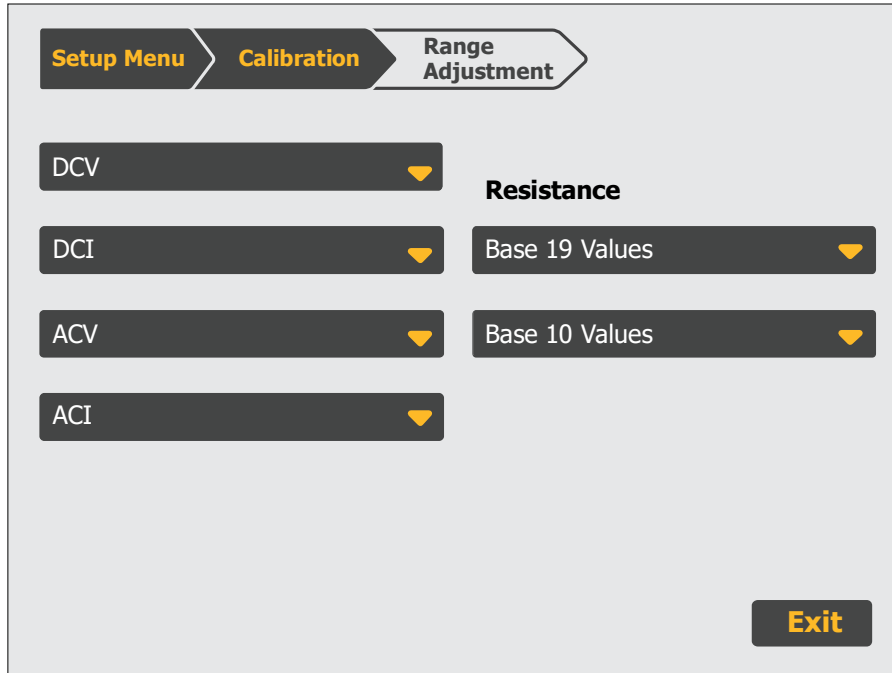 Setup Menu
Calibration
Range
Adjustment
DCV
DCI
ACV
ACI
Resistance
Base 19 Values
Base 10 Values
Exit